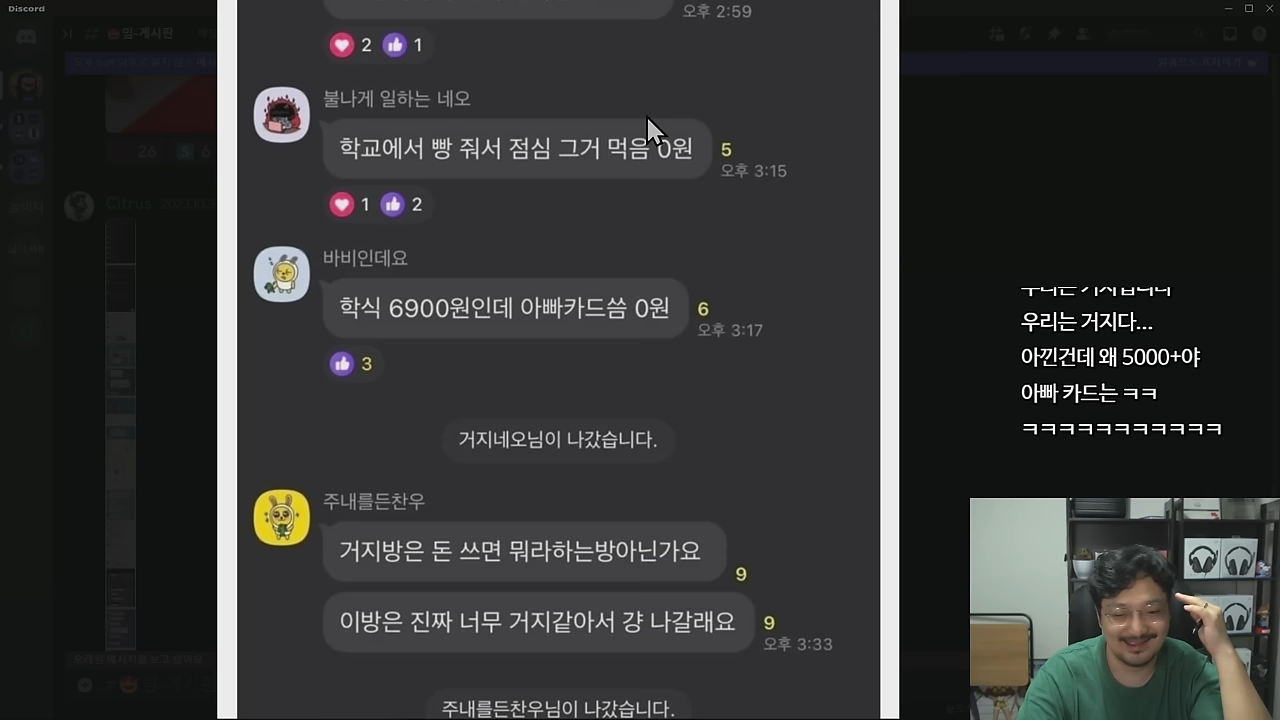 Discord
오후 2:59
2 1
불나게 일하는 네오
학교에서 빵 줘서 점심 그거 먹음 0원
5
오후 3:15
1 2
바비인데요
학식 6900원인데 아빠카드씀 0원
6
오후 3:17
3
거지네오님이 나갔습니다.
주내를든찬우
거지방은 돈 쓰면 뭐라하는방아닌가요
9
이방은 진짜 너무 거지같아서 걍 나갈래요
9
오후 3:33
주내를든찬우님이 나갔습니다.
우리는 거지다...
아낀건데 왜 5000+야
아빠 카드는 ㅋㅋ
ㅋㅋㅋㅋㅋㅋㅋㅋㅋㅋㅋ
26
6
Citrus